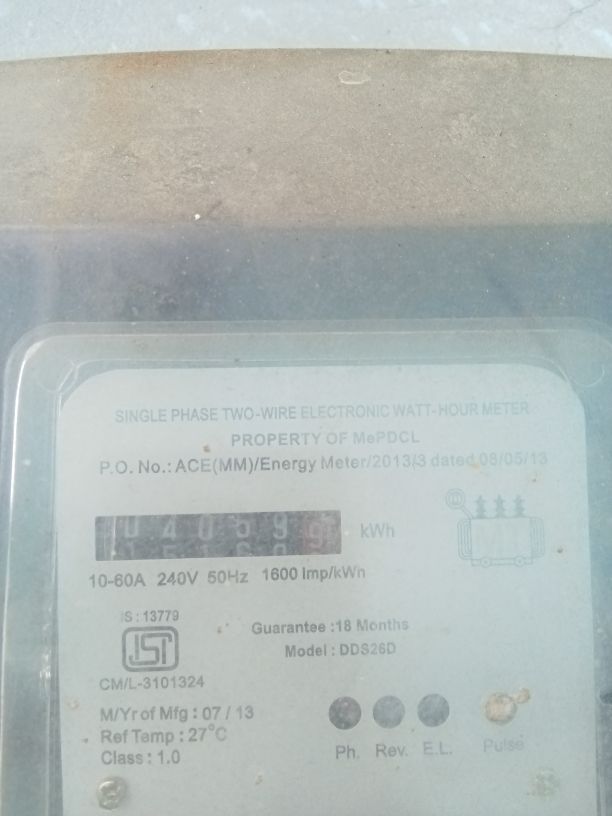 SINGLE PHASE TWO-WIRE ELECTRONIC WATT-HOUR METER
PROPERTY OF MePDCL
P.O. No.: ACE(MM)/Energy Meter/2013/3 dated 08/05/13
04059 kWh
10-60A 240V 50Hz 1600 Imp/kWh
IS : 13779
ISI
CM/L-3101324
Guarantee :18 Months
Model : DDS26D
M/Yr of Mfg : 07 / 13
Ref Temp : 27°C
Class : 1.0
Ph. Rev. E.L. Pulse